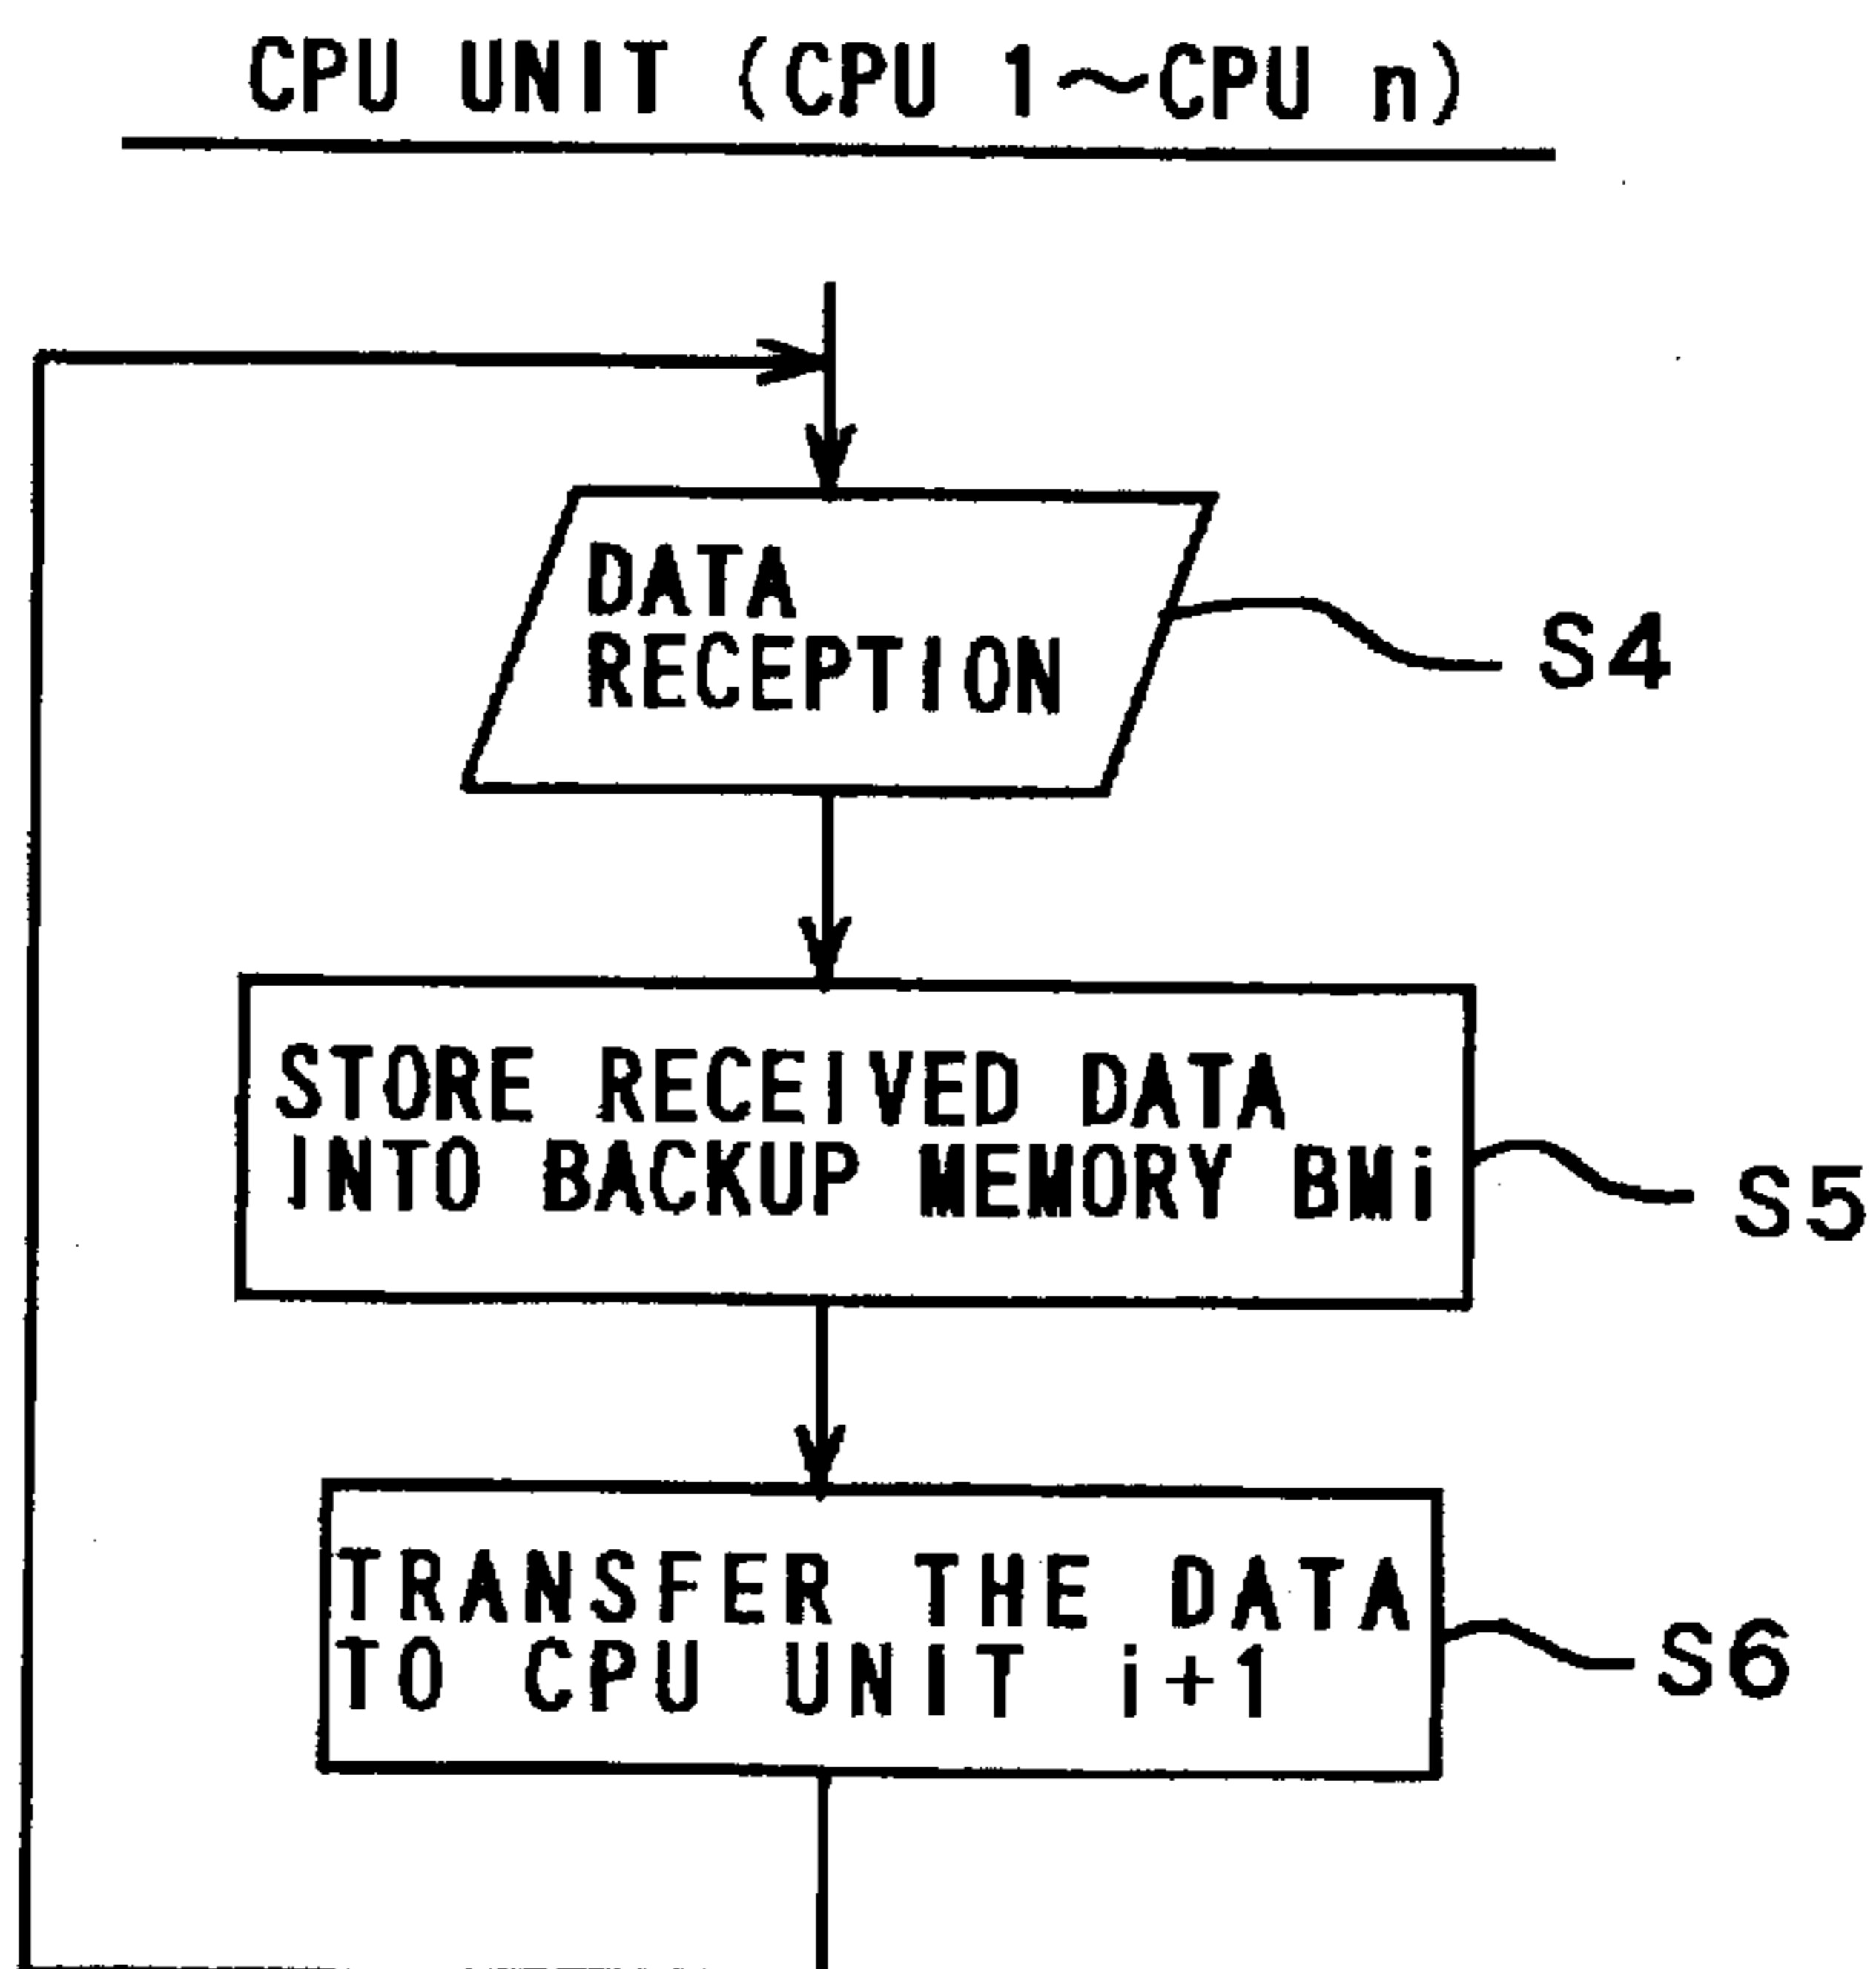 CPU UNIT (CPU 1〜CPU n)
DATA
RECEPTION
S4
STORE RECEIVED DATA
INTO BACKUP MEMORY BMi
S5
TRANSFER THE DATA
TO CPU UNIT i+1
S6